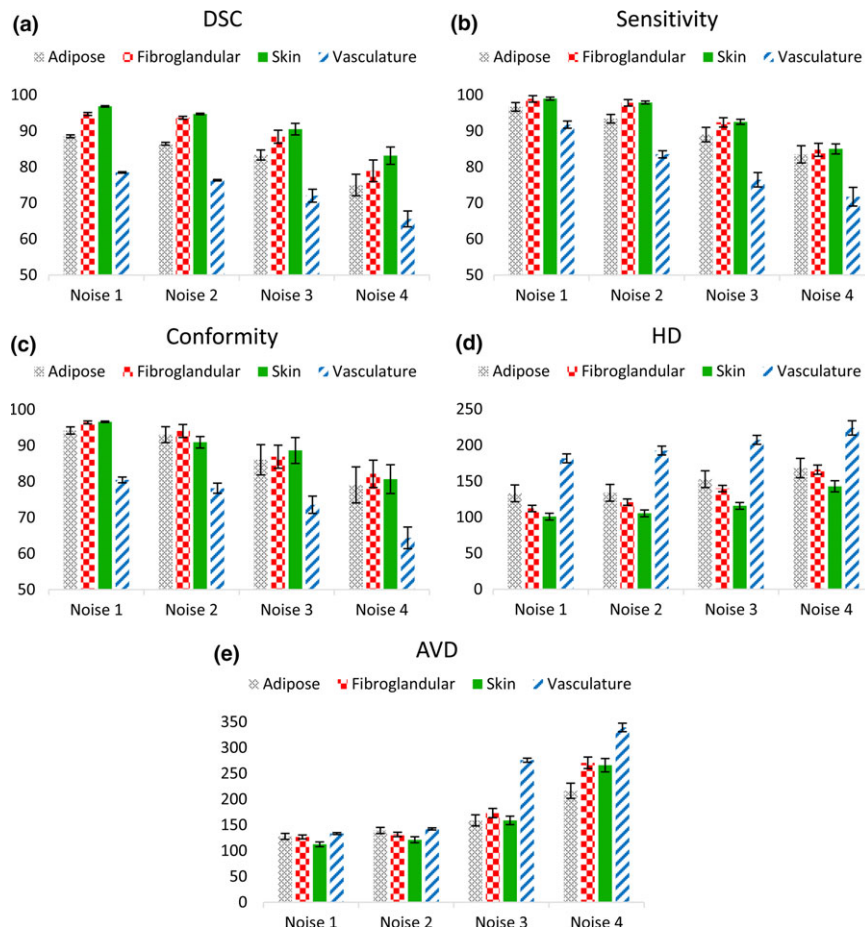 (a) DSC
Adipose Fibroglandular Skin Vasculature
100
90
80
70
60
50
Noise 1 Noise 2 Noise 3 Noise 4
(b) Sensitivity
Adipose Fibroglandular Skin Vasculature
100
90
80
70
60
50
Noise 1 Noise 2 Noise 3 Noise 4
(c) Conformity
Adipose Fibroglandular Skin Vasculature
100
90
80
70
60
50
Noise 1 Noise 2 Noise 3 Noise 4
(d) HD
Adipose Fibroglandular Skin Vasculature
250
200
150
100
50
0
Noise 1 Noise 2 Noise 3 Noise 4
(e) AVD
Adipose Fibroglandular Skin Vasculature
350
300
250
200
150
100
50
0
Noise 1 Noise 2 Noise 3 Noise 4